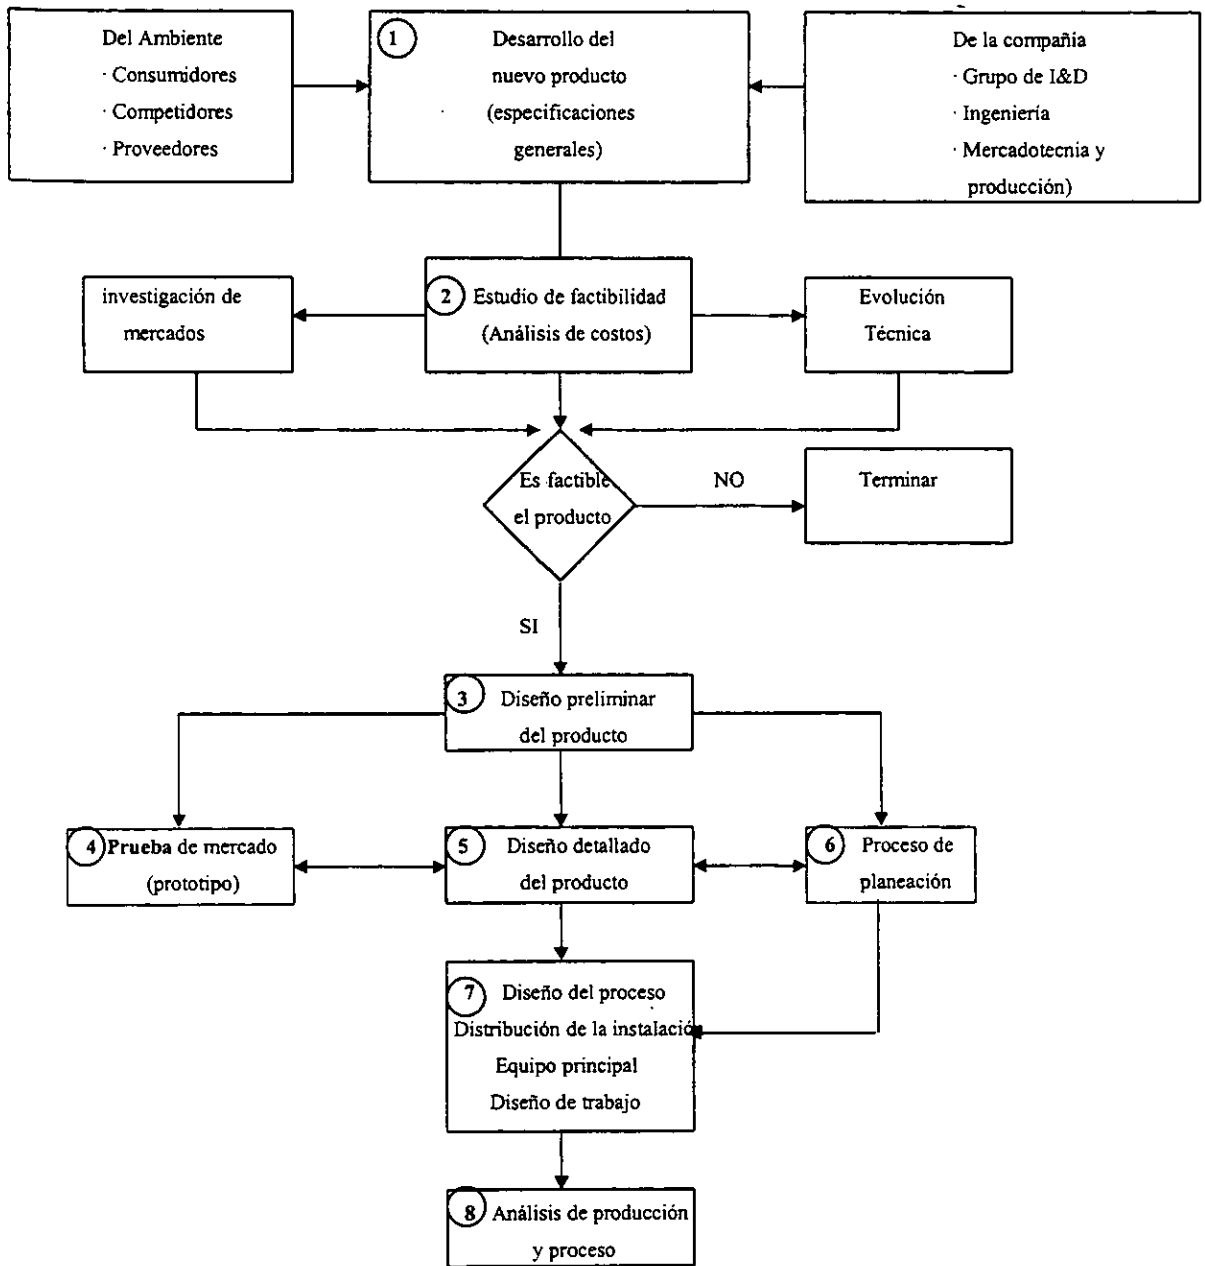 Del Ambiente
· Consumidores
· Competidores
· Proveedores
1
Desarrollo del
nuevo producto
(especificaciones
generales)
De la compañia
· Grupo de I&D
· Ingeniería
· Mercadotecnia y
producción)
investigación de
mercados
2 Estudio de factibilidad
(Análisis de costos)
Evolución
Técnica
Es factible
el producto
NO
Terminar
SI
3 Diseño preliminar
del producto
4 Prueba de mercado
(prototipo)
5 Diseño detallado
del producto
6 Proceso de
planeación
7 Diseño del proceso
Distribución de la instalació
Equipo principal
Diseño de trabajo
8 Análisis de producción
y proceso